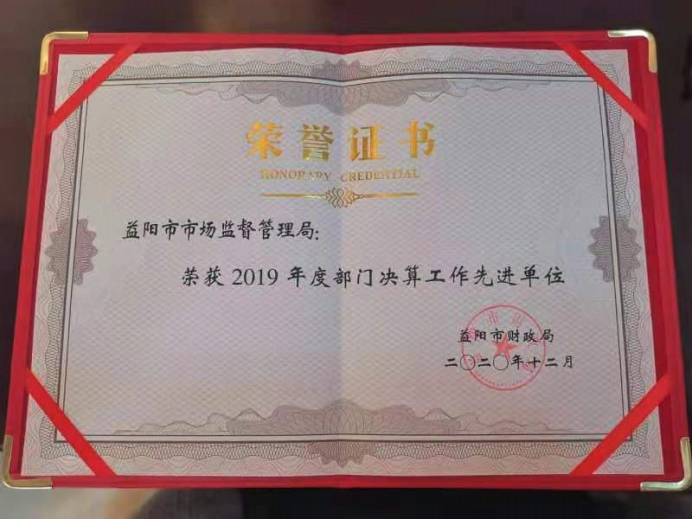 荣誉证书
HONORARY CREDENTIAL
益阳市市场监督管理局:
荣获2019年度部门决算工作先进单位
益阳市财政局
二〇二〇年十二月